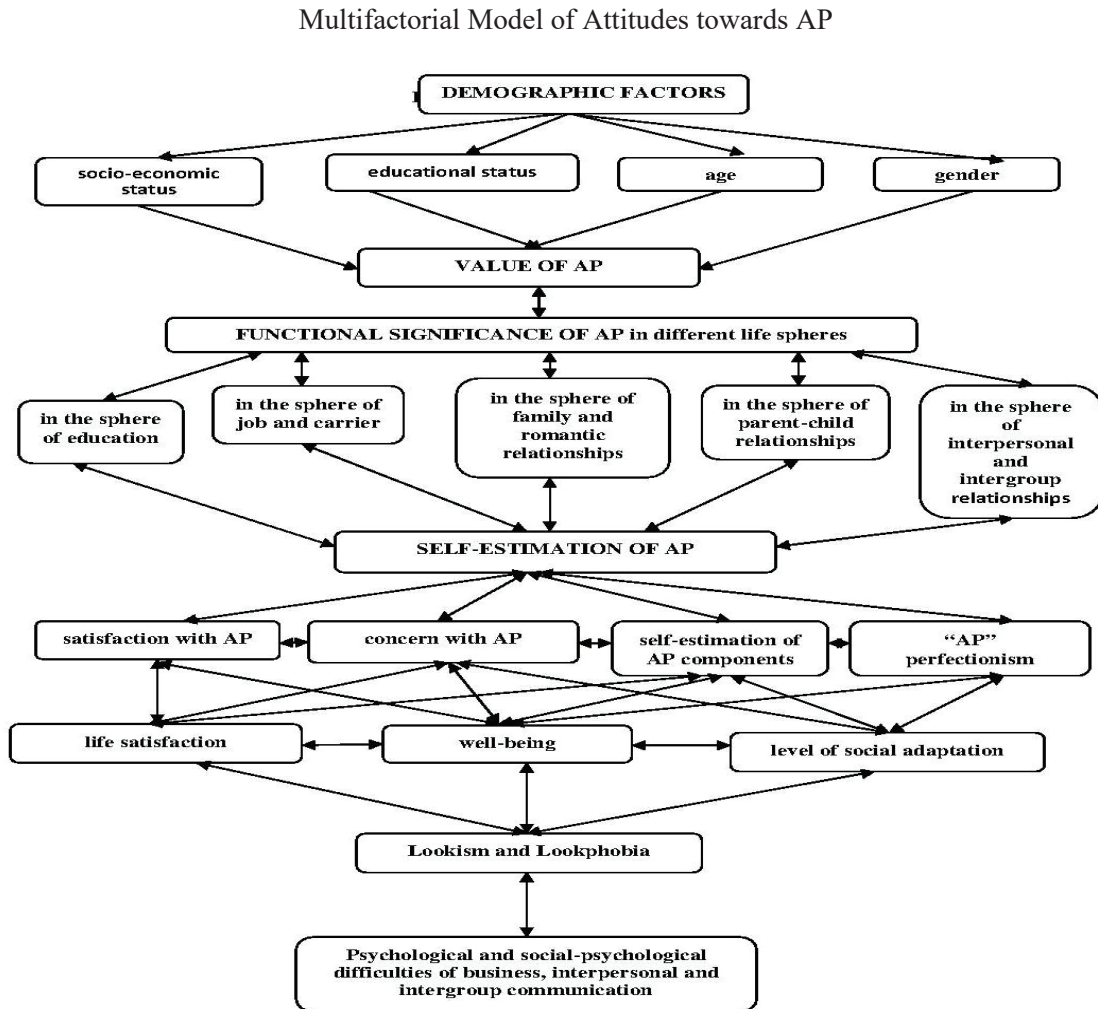 Multifactorial Model of Attitudes towards AP
DEMOGRAPHIC FACTORS
socio-economic
status
educational status
age
gender
VALUE OF AP
FUNCTIONAL SIGNIFICANCE OF AP in different life spheres
in the sphere
of education
in the sphere of
job and carrier
in the sphere of
family and
romantic
relationships
in the sphere of
parent-child
relationships
in the sphere
of
interpersonal
and
intergroup
relationships
SELF-ESTIMATION OF AP
satisfaction with AP
concern with AP
self-estimation of
AP components
“AP”
perfectionism
life satisfaction
well-being
level of social adaptation
Lookism and Lookphobia
Psychological and social-psychological
difficulties of business, interpersonal and
intergroup communication